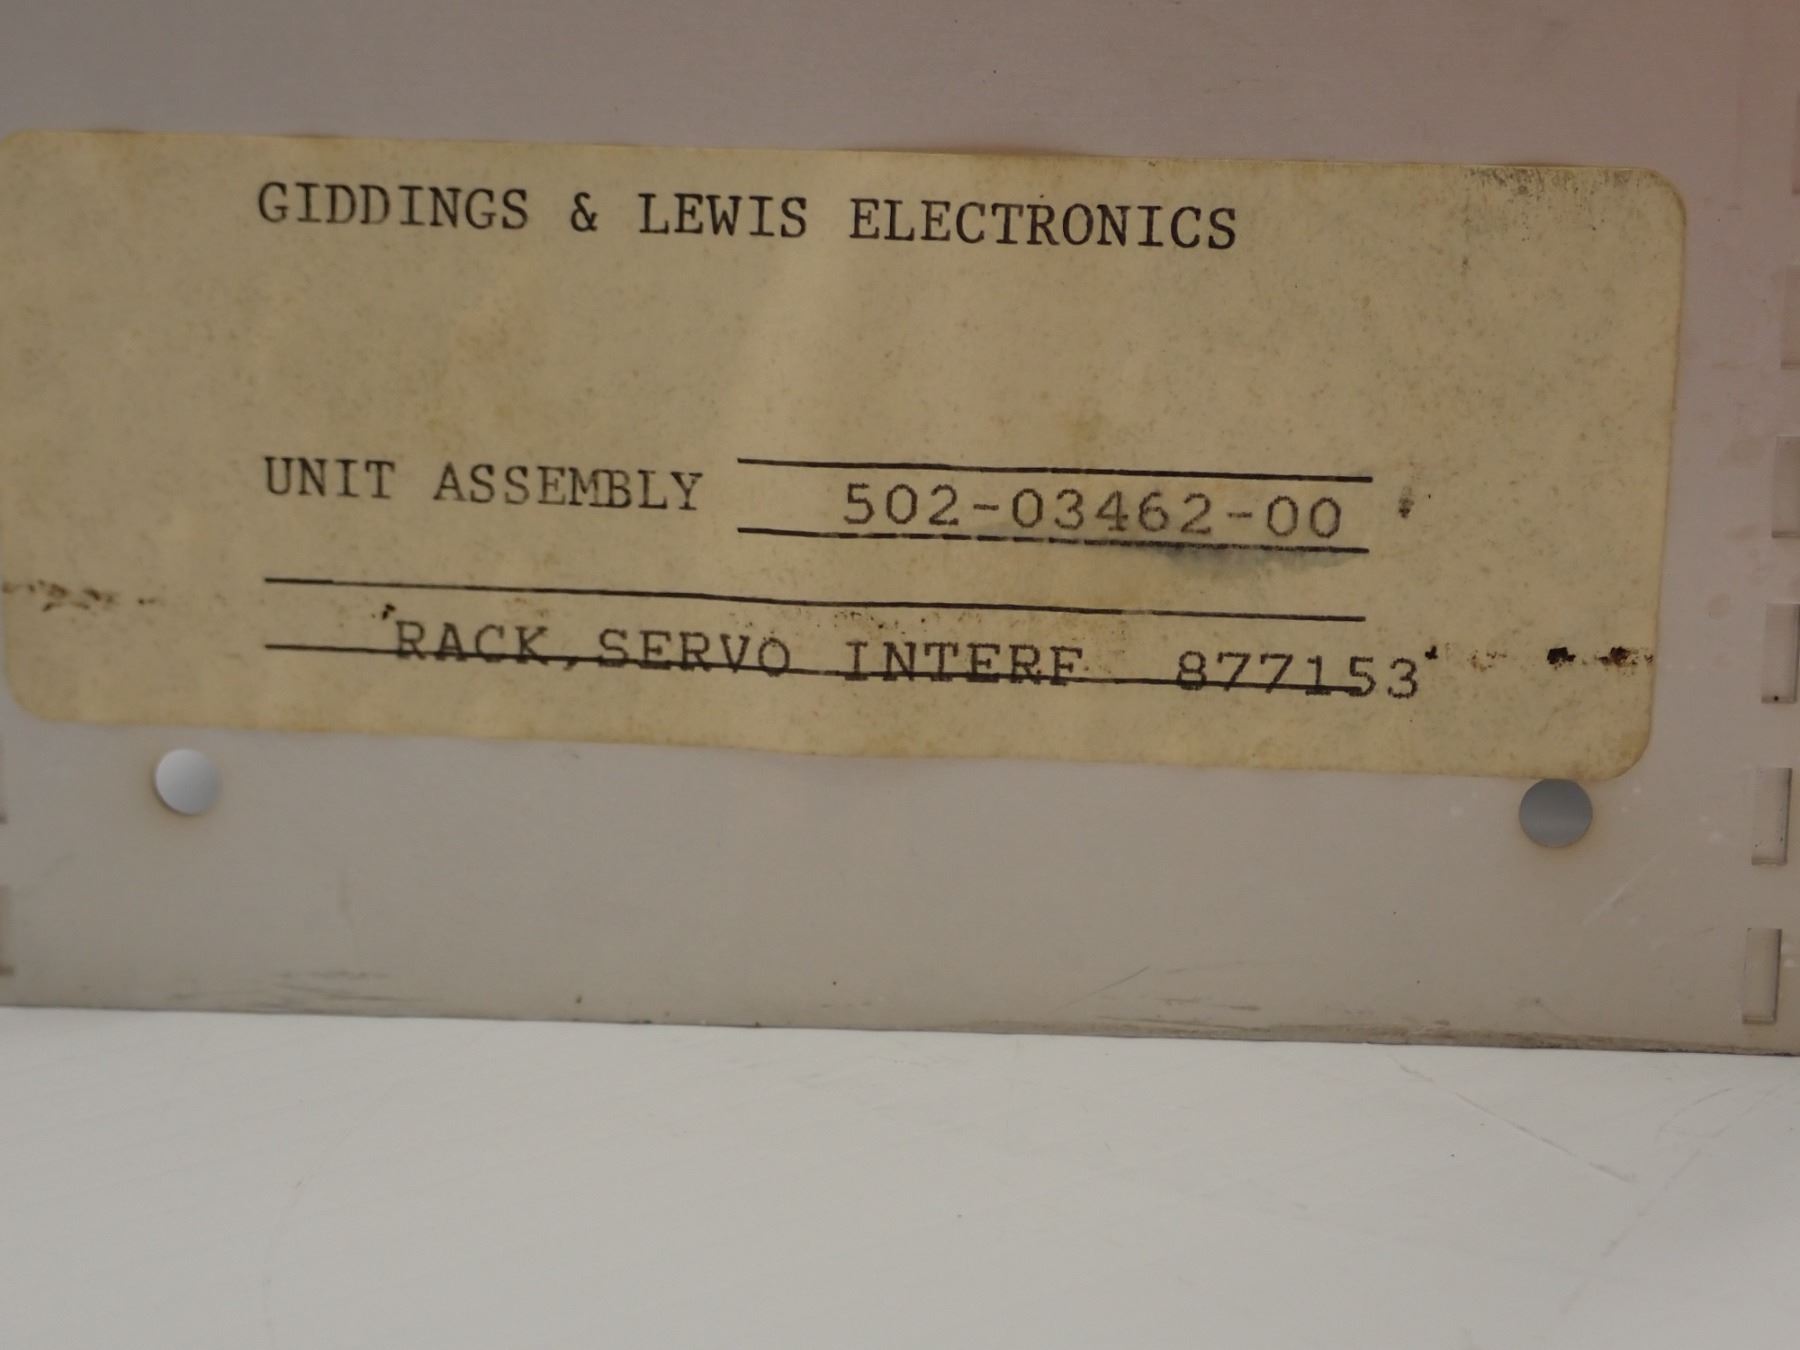 GIDDINGS & LEWIS ELECTRONICS
UNIT ASSEMBLY 502-03462-00
RACK, SERVO INTERF 877153